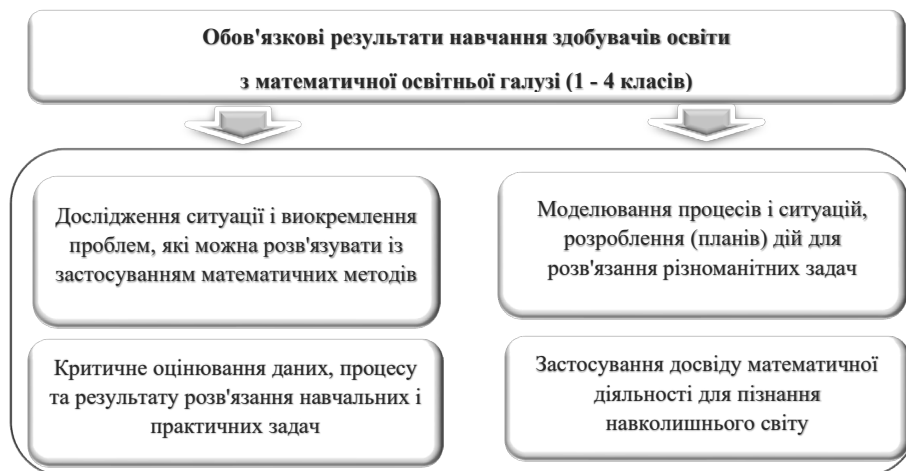 Обов'язкові результати навчання здобувачів освіти
з математичної освітньої галузі (1 - 4 класів)
Дослідження ситуації і виокремлення
проблем, які можна розв'язувати із
застосуванням математичних методів
Моделювання процесів і ситуацій,
розроблення (планів) дій для
розв'язання різноманітних задач
Критичне оцінювання даних, процесу
та результату розв'язання навчальних і
практичних задач
Застосування досвіду математичної
діяльності для пізнання
навколишнього світу